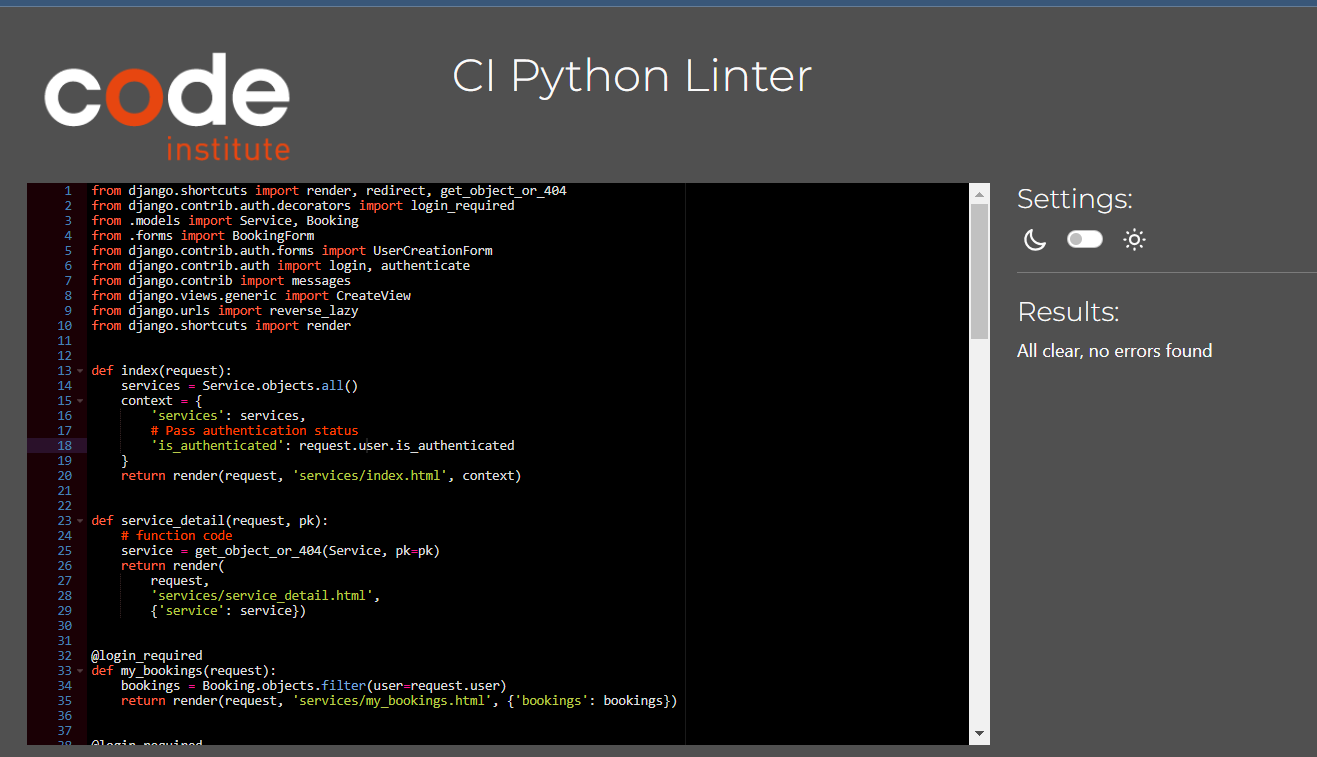 code
institute
CI Python Linter
1 from django.shortcuts import render, redirect, get_object_or_404
2 from django.contrib.auth.decorators import login_required
3 from .models import Service, Booking
4 from .forms import BookingForm
5 from django.contrib.auth.forms import UserCreationForm
6 from django.contrib.auth import login, authenticate
7 from django.contrib import messages
8 from django.views.generic import CreateView
9 from django.urls import reverse_lazy
10 from django.shortcuts import render
11
12
13 def index(request):
14     services = Service.objects.all()
15     context = {
16         'services': services,
17         # Pass authentication status
18         'is_authenticated': request.user.is_authenticated
19     }
20     return render(request, 'services/index.html', context)
21
22
23 def service_detail(request, pk):
24     # function code
25     service = get_object_or_404(Service, pk=pk)
26     return render(
27         request,
28         'services/service_detail.html',
29         {'service': service})
30
31
32 @login_required
33 def my_bookings(request):
34     bookings = Booking.objects.filter(user=request.user)
35     return render(request, 'services/my_bookings.html', {'bookings': bookings})
36
37
38 @login_required
Settings:
Results:
All clear, no errors found